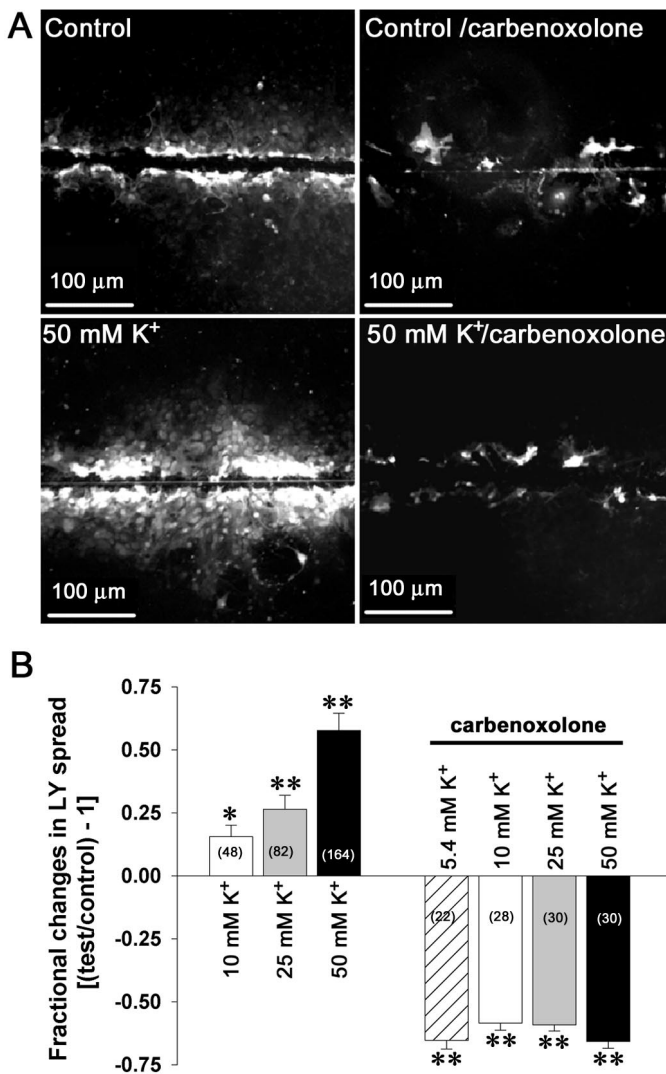 A
Control
Control /carbenoxolone
100 μm
100 μm
50 mM K⁺
50 mM K⁺/carbenoxolone
100 μm
100 μm
B
Fractional changes in LY spread
[(test/control) - 1]
0.75
0.50
0.25
0.00
-0.25
-0.50
-0.75
*
**
**
(48)
(82)
(164)
10 mM K⁺
25 mM K⁺
50 mM K⁺
carbenoxolone
5.4 mM K⁺
10 mM K⁺
25 mM K⁺
50 mM K⁺
(22)
(28)
(30)
(30)
**
**
**
**